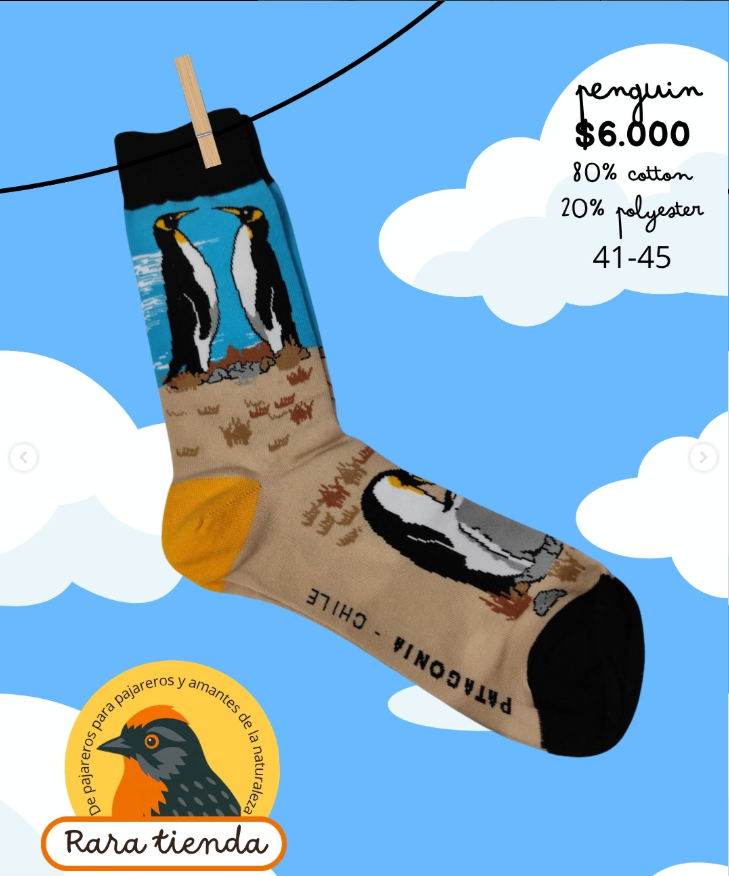 penguin
$6.000
80% cotton
20% polyester
41-45
PATAGONIA - CHILE
De pajareros para pajareros y amantes de la naturaleza
Rara tienda